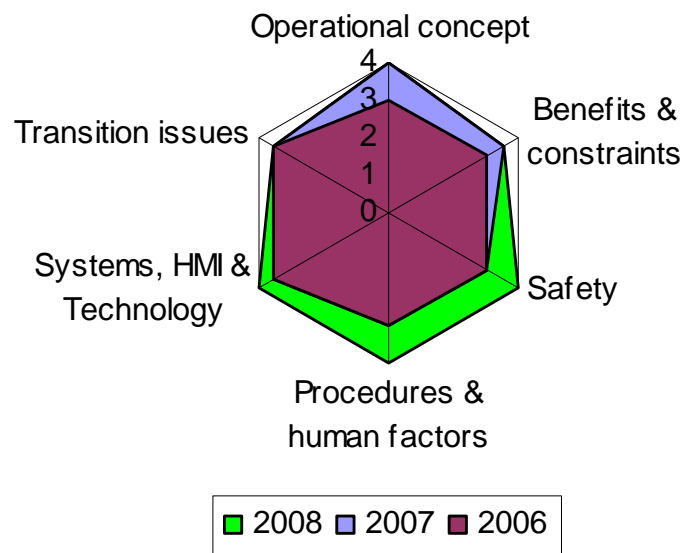 Operational concept
4
3
2
1
0
Benefits &
constraints
Transition issues
Systems, HMI &
Technology
Safety
Procedures &
human factors
2008 2007 2006